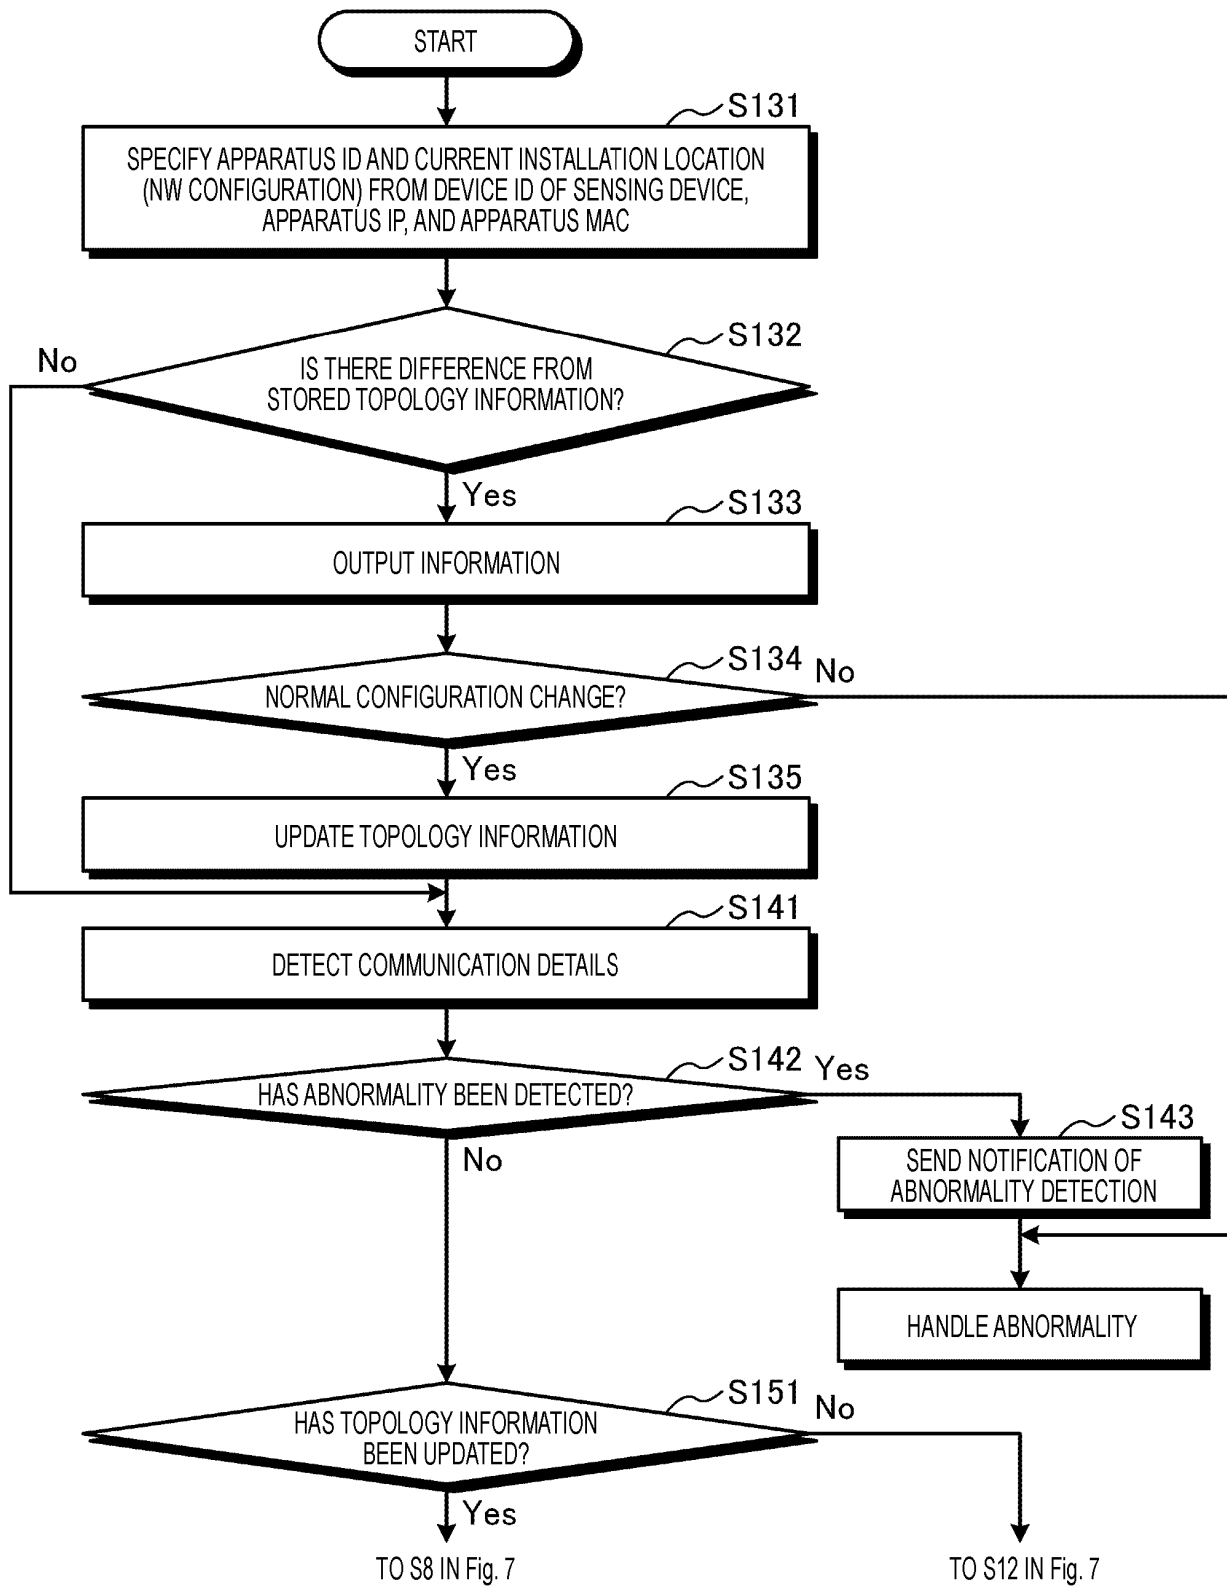 START
S131
SPECIFY APPARATUS ID AND CURRENT INSTALLATION LOCATION
(NW CONFIGURATION) FROM DEVICE ID OF SENSING DEVICE,
APPARATUS IP, AND APPARATUS MAC
S132
No
IS THERE DIFFERENCE FROM
STORED TOPOLOGY INFORMATION?
Yes
S133
OUTPUT INFORMATION
S134
No
NORMAL CONFIGURATION CHANGE?
Yes
S135
UPDATE TOPOLOGY INFORMATION
S141
DETECT COMMUNICATION DETAILS
S142
Yes
HAS ABNORMALITY BEEN DETECTED?
No
S143
SEND NOTIFICATION OF
ABNORMALITY DETECTION
HANDLE ABNORMALITY
S151
No
HAS TOPOLOGY INFORMATION
BEEN UPDATED?
Yes
TO S8 IN Fig. 7
TO S12 IN Fig. 7